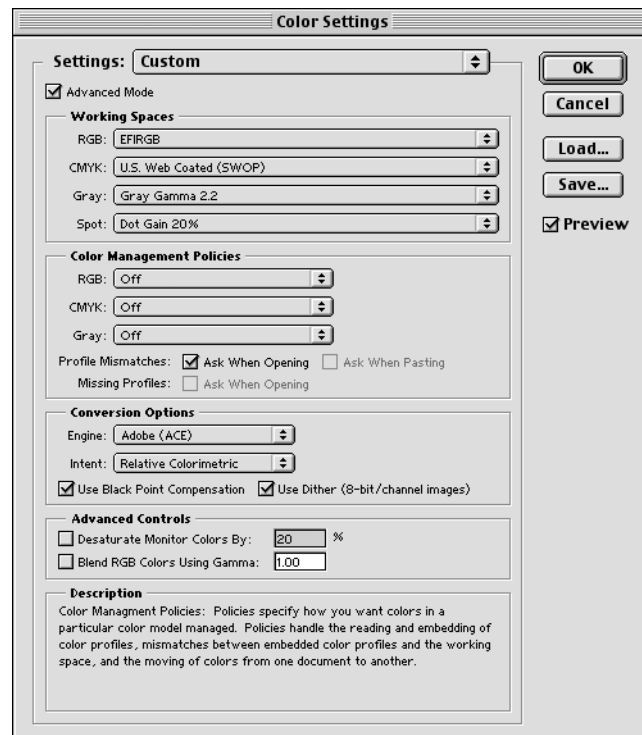 Color Settings
Settings: Custom
OK
Advanced Mode
Cancel
Working Spaces
RGB: EFIRGB
Load...
CMYK: U.S. Web Coated (SWOP)
Save...
Gray: Gray Gamma 2.2
Spot: Dot Gain 20%
Preview
Color Management Policies
RGB: Off
CMYK: Off
Gray: Off
Profile Mismatches: Ask When Opening Ask When Pasting
Missing Profiles: Ask When Opening
Conversion Options
Engine: Adobe (ACE)
Intent: Relative Colorimetric
Use Black Point Compensation Use Dither (8-bit/channel images)
Advanced Controls
Desaturate Monitor Colors By: 20 %
Blend RGB Colors Using Gamma: 1.00
Description
Color Managment Policies: Policies specify how you want colors in a
particular color model managed. Policies handle the reading and embedding of
color profiles, mismatches between embedded color profiles and the working
space, and the moving of colors from one document to another.